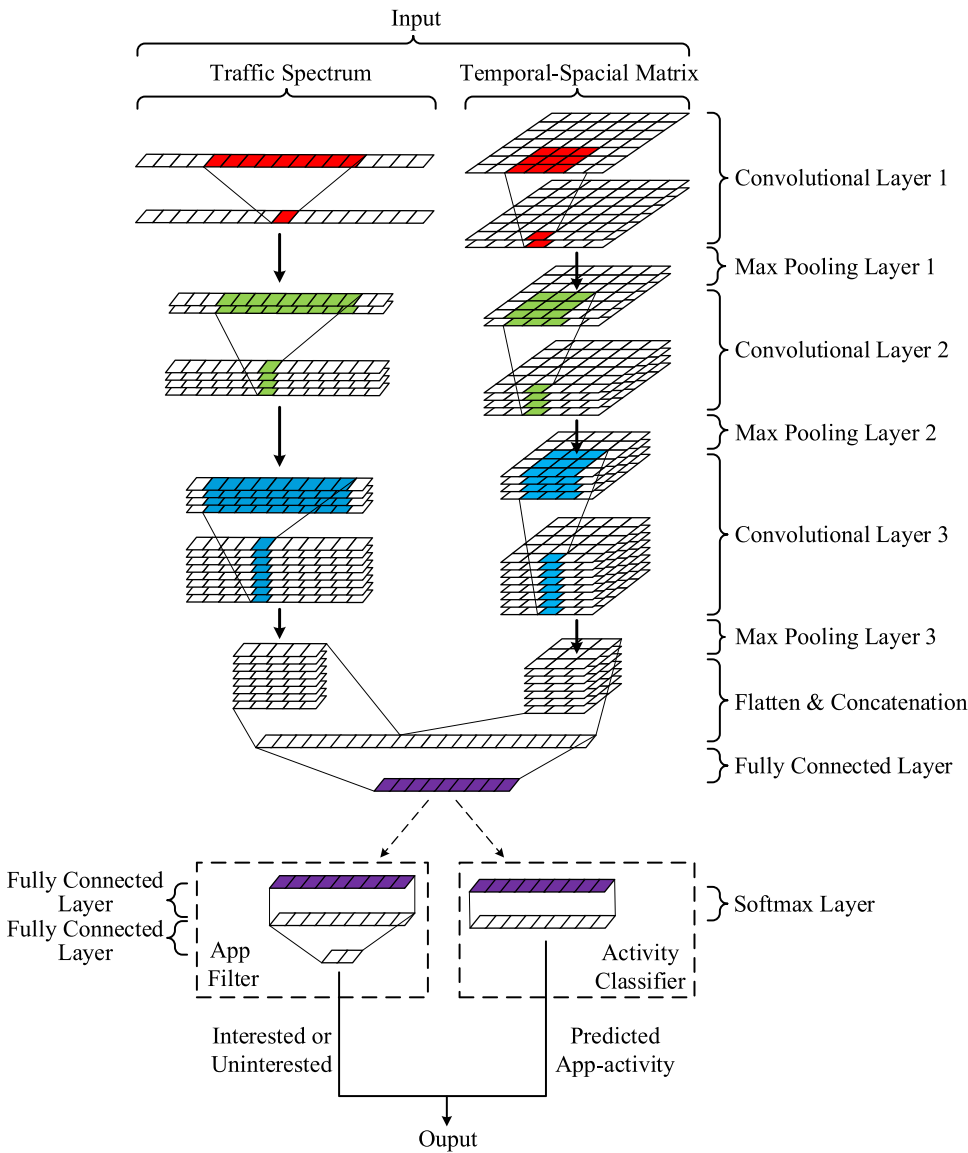 Input
Traffic Spectrum
Temporal-Spacial Matrix
Convolutional Layer 1
Max Pooling Layer 1
Convolutional Layer 2
Max Pooling Layer 2
Convolutional Layer 3
Max Pooling Layer 3
Flatten & Concatenation
Fully Connected Layer
Fully Connected
Layer
Fully Connected
Layer
Softmax Layer
App
Filter
Activity
Classifier
Interested or
Uninterested
Predicted
App-activity
Ouput